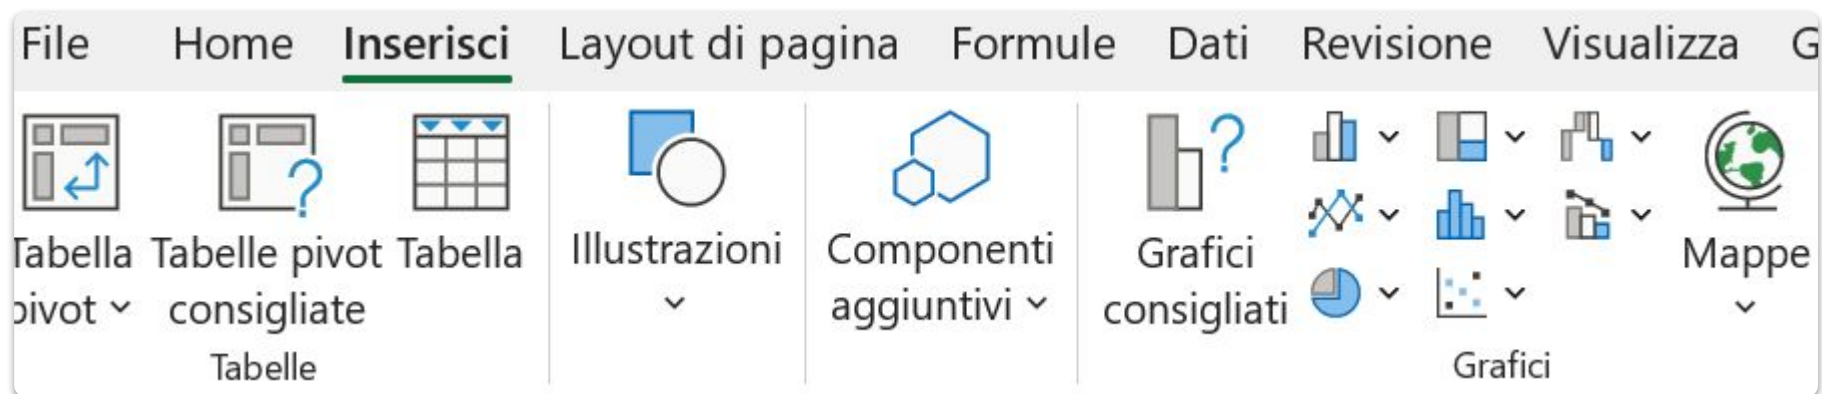 File Home Inserisci Layout di pagina Formule Dati Revisione Visualizza G
Tabella
pivot
Tabelle pivot
consigliate
Tabella
Tabelle
Illustrazioni
Componenti
aggiuntivi
Grafici
consigliati
Mappe
Grafici